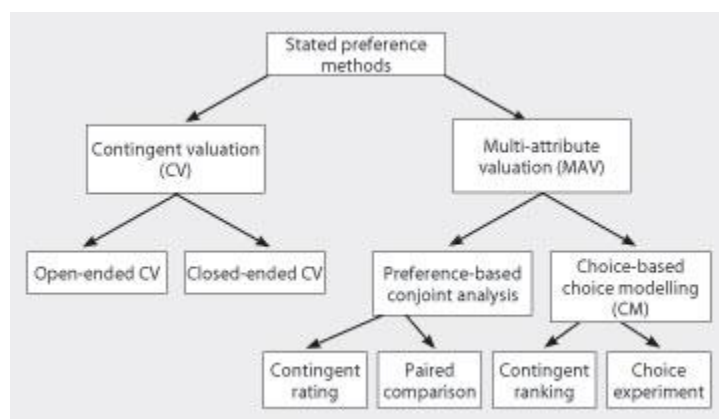 Stated preference
methods
Contingent valuation
(CV)
Multi-attribute
valuation (MAV)
Open-ended CV
Closed-ended CV
Preference-based
conjoint analysis
Choice-based
choice modelling
(CM)
Contingent
rating
Paired
comparison
Contingent
ranking
Choice
experiment